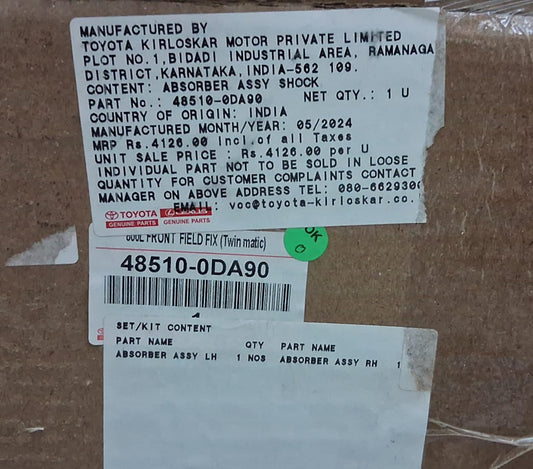 MANUFACTURED BY
TOYOTA KIRLOSKAR MOTOR PRIVATE LIMITED
PLOT NO.1,BIDADI INDUSTRIAL AREA, RAMANAGA
DISTRICT,KARNATAKA,INDIA-562 109.
CONTENT: ABSORBER ASSY SHOCK
PART No.: 48510-0DA90 NET QTY.: 1 U
COUNTRY OF ORIGIN: INDIA
MANUFACTURED MONTH/YEAR: 05/2024
MRP Rs.4126.00 incl.of all Taxes
UNIT SALE PRICE : Rs.4126.00 per U
INDIVIDUAL PART NOT TO BE SOLD IN LOOSE
QUANTITY FOR CUSTOMER COMPLAINTS CONTACT
MANAGER ON ABOVE ADDRESS TEL: 080-6629300
EMAIL: voc@toyota-kirloskar.co.
TOYOTA LEXUS
GENUINE PARTS GENUINE PARTS
FRONT FIELD FIX (Twin matic)
OK
48510-0DA90
SET/KIT CONTENT
PART NAME QTY PART NAME
ABSORBER ASSY LH 1 NOS ABSORBER ASSY RH 1